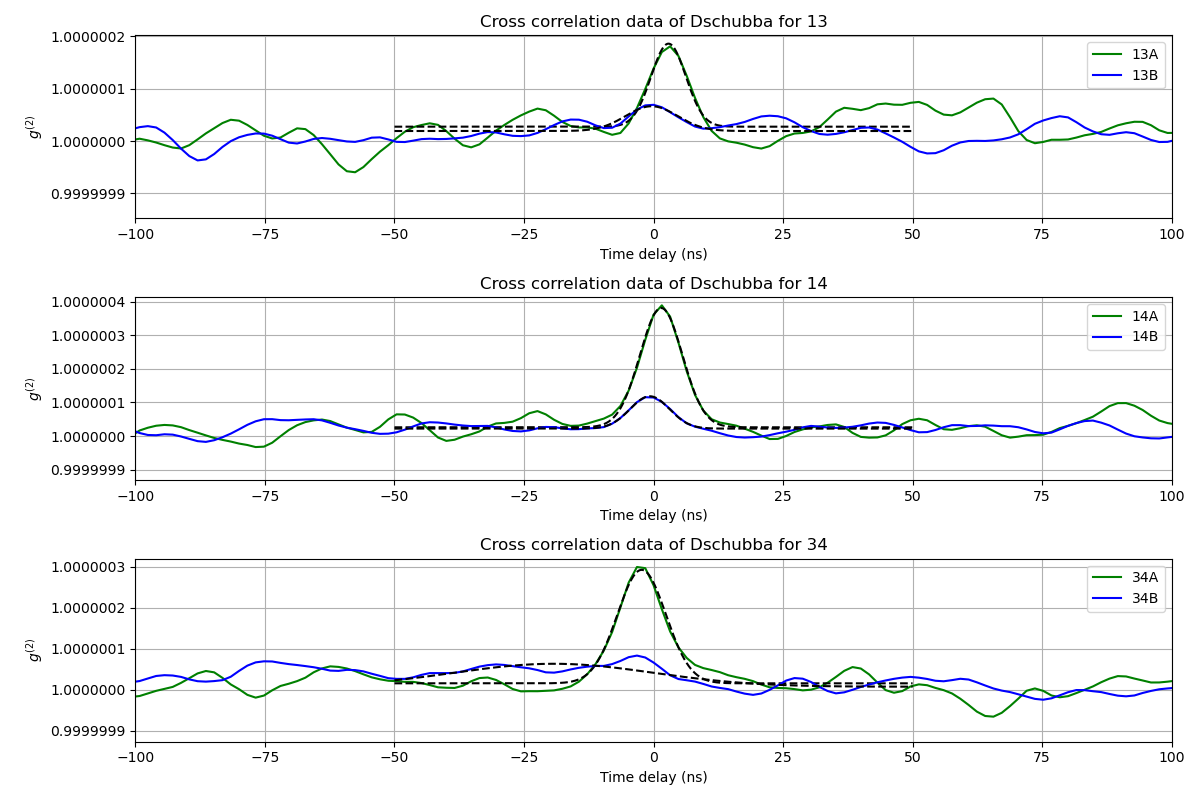 Cross correlation data of Dschubba for 13
1.0000002
1.0000001
1.0000000
0.9999999
g^(2)
13A
13B
−100 −75 −50 −25 0 25 50 75 100
Time delay (ns)
Cross correlation data of Dschubba for 14
1.0000004
1.0000003
1.0000002
1.0000001
1.0000000
0.9999999
g^(2)
14A
14B
−100 −75 −50 −25 0 25 50 75 100
Time delay (ns)
Cross correlation data of Dschubba for 34
1.0000003
1.0000002
1.0000001
1.0000000
0.9999999
g^(2)
34A
34B
−100 −75 −50 −25 0 25 50 75 100
Time delay (ns)